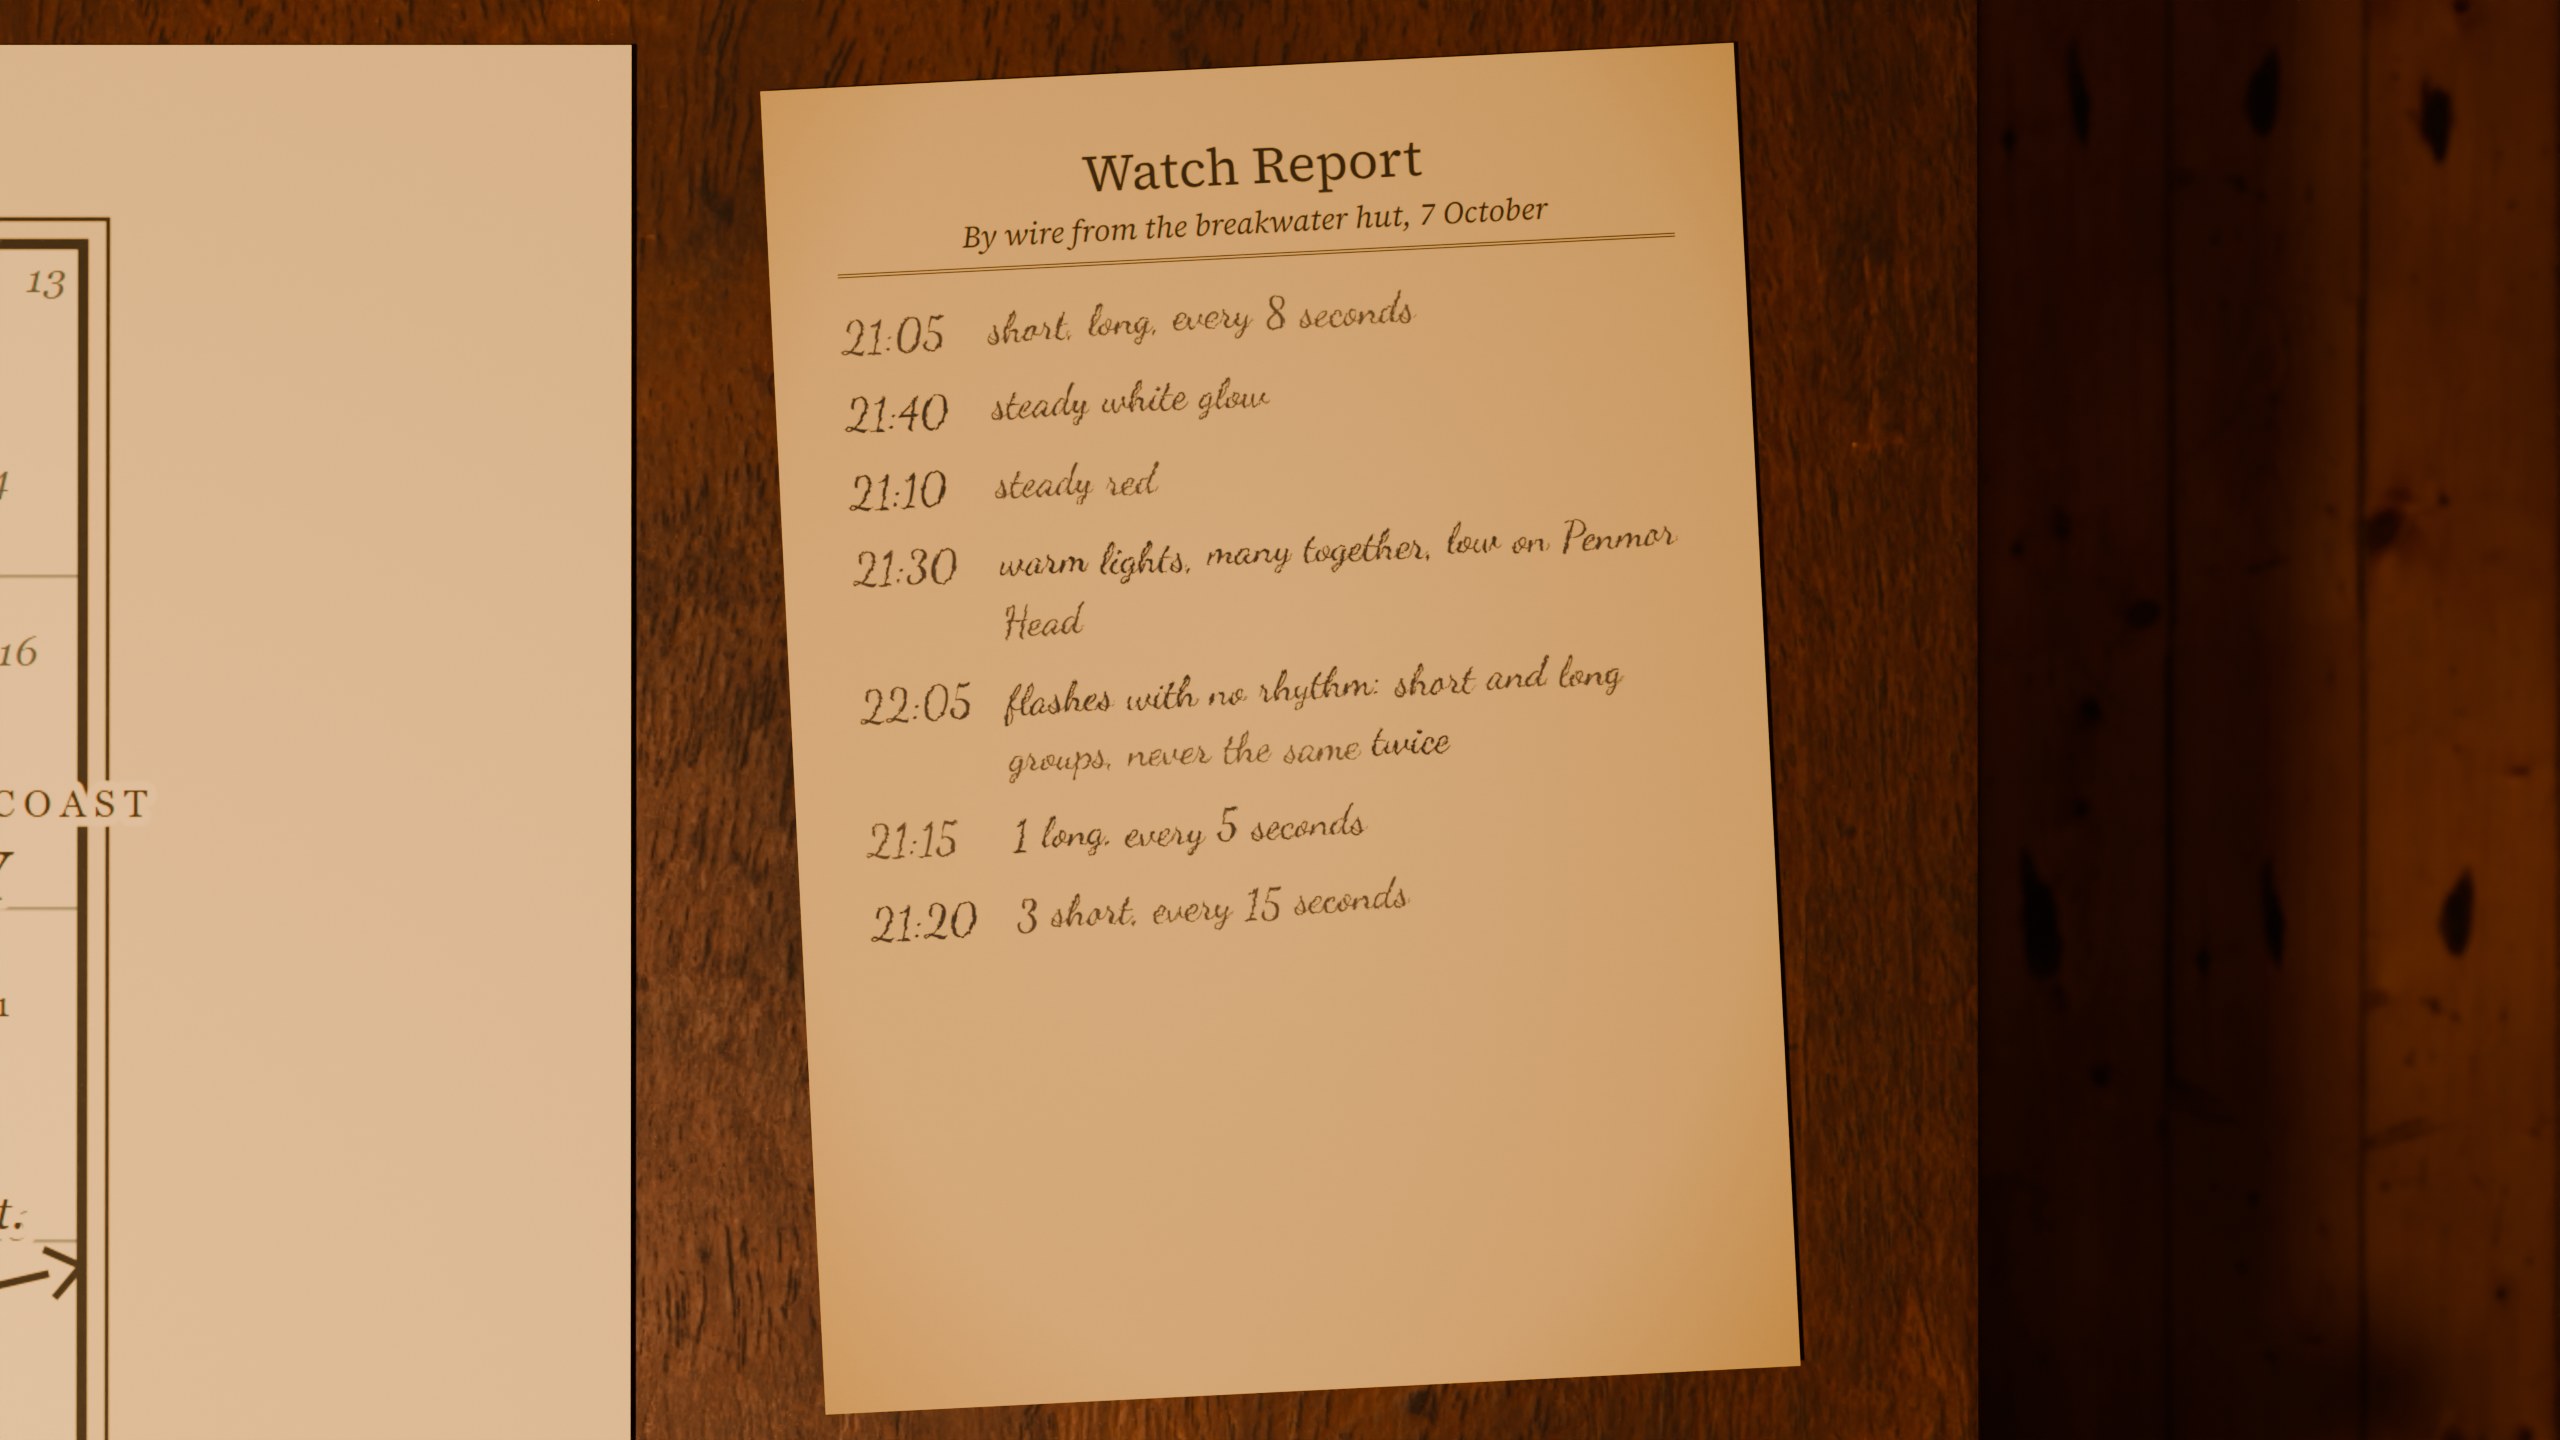 13
4
16
COAST
Y
1
t.
Watch Report
By wire from the breakwater hut, 7 October
21:05 short, long, every 8 seconds
21:40 steady white glow
21:10 steady red
21:30 warm lights, many together, low on Penmor
Head
22:05 flashes with no rhythm: short and long
groups, never the same twice
21:15 1 long, every 5 seconds
21:20 3 short, every 15 seconds